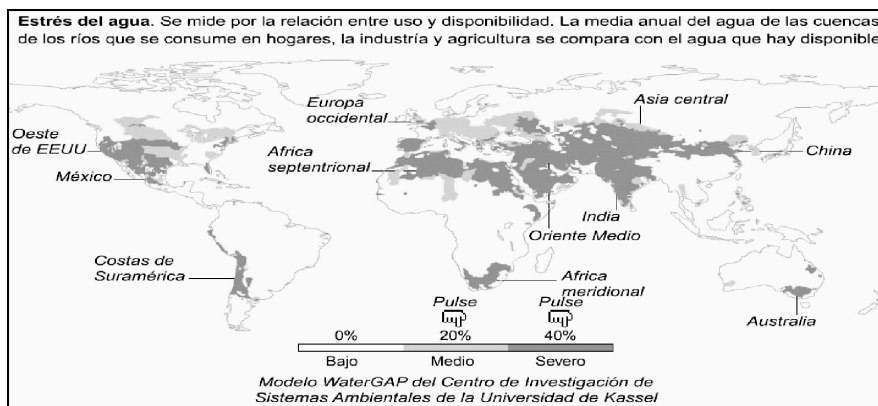 Estrés del agua. Se mide por la relación entre uso y disponibilidad. La media anual del agua de las cuencas
de los ríos que se consume en hogares, la industría y agricultura se compara con el agua que hay disponible
Europa
occidental
Asia central
Oeste
de EEUU
Africa
septentrional
China
México
India
Oriente Medio
Costas de
Suramérica
Africa
meridional
Australia
Pulse
Pulse
0%
20%
40%
Bajo
Medio
Severo
Modelo WaterGAP del Centro de Investigación de
Sistemas Ambientales de la Universidad de Kassel